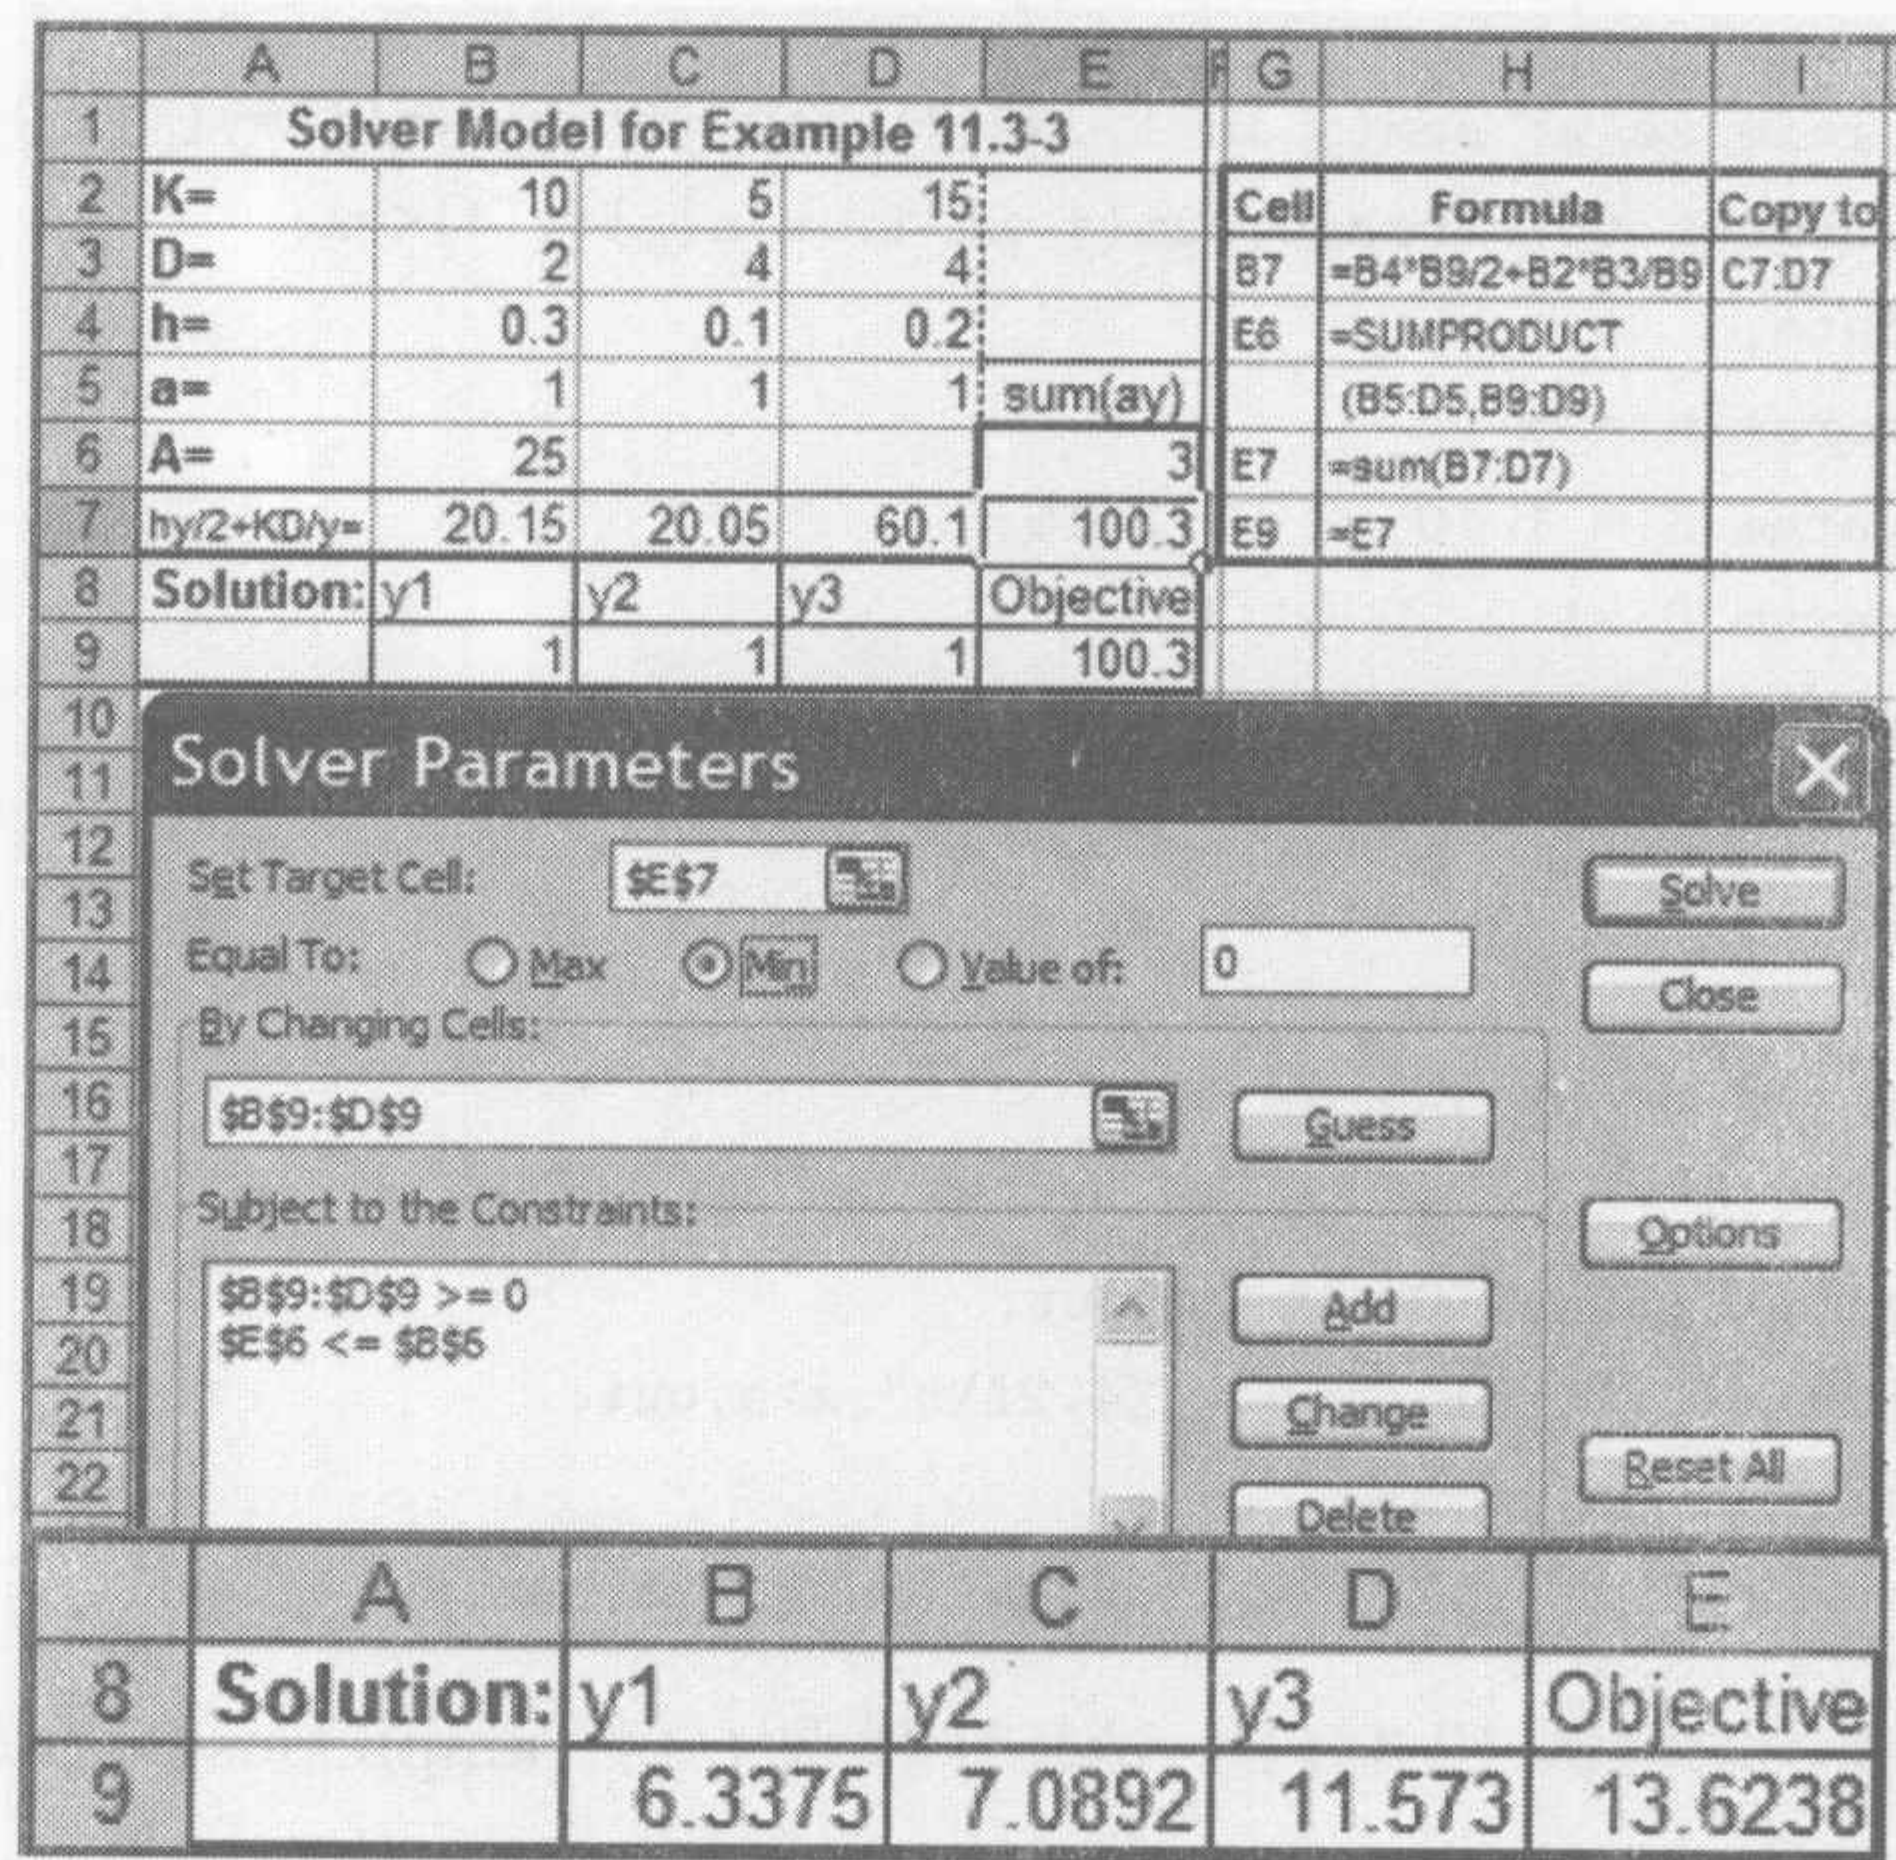 A B C D E F G H I
1 Solver Model for Example 11.3-3
2 K= 10 5 15 Cell Formula Copy to
3 D= 2 4 4 B7 =B4*B9/2+B2*B3/B9 C7:D7
4 h= 0.3 0.1 0.2 E6 =SUMPRODUCT
5 a= 1 1 1 sum(ay) (B5:D5,B9:D9)
6 A= 25 3 E7 =sum(B7:D7)
7 hy/2+KD/y= 20.15 20.05 60.1 100.3 E9 =E7
8 Solution: y1 y2 y3 Objective
9 1 1 1 100.3
10
11 Solver Parameters
12 Set Target Cell: $E$7 Solve
13
14 Equal To: Max Min Value of: 0 Close
15 By Changing Cells:
16 $B$9:$D$9 Guess
17
18 Subject to the Constraints: Options
19 $B$9:$D$9 >= 0 Add
20 $E$6 <= $B$6
21 Change
22 Reset All
Delete
A B C D E
8 Solution: y1 y2 y3 Objective
9 6.3375 7.0892 11.573 13.6238